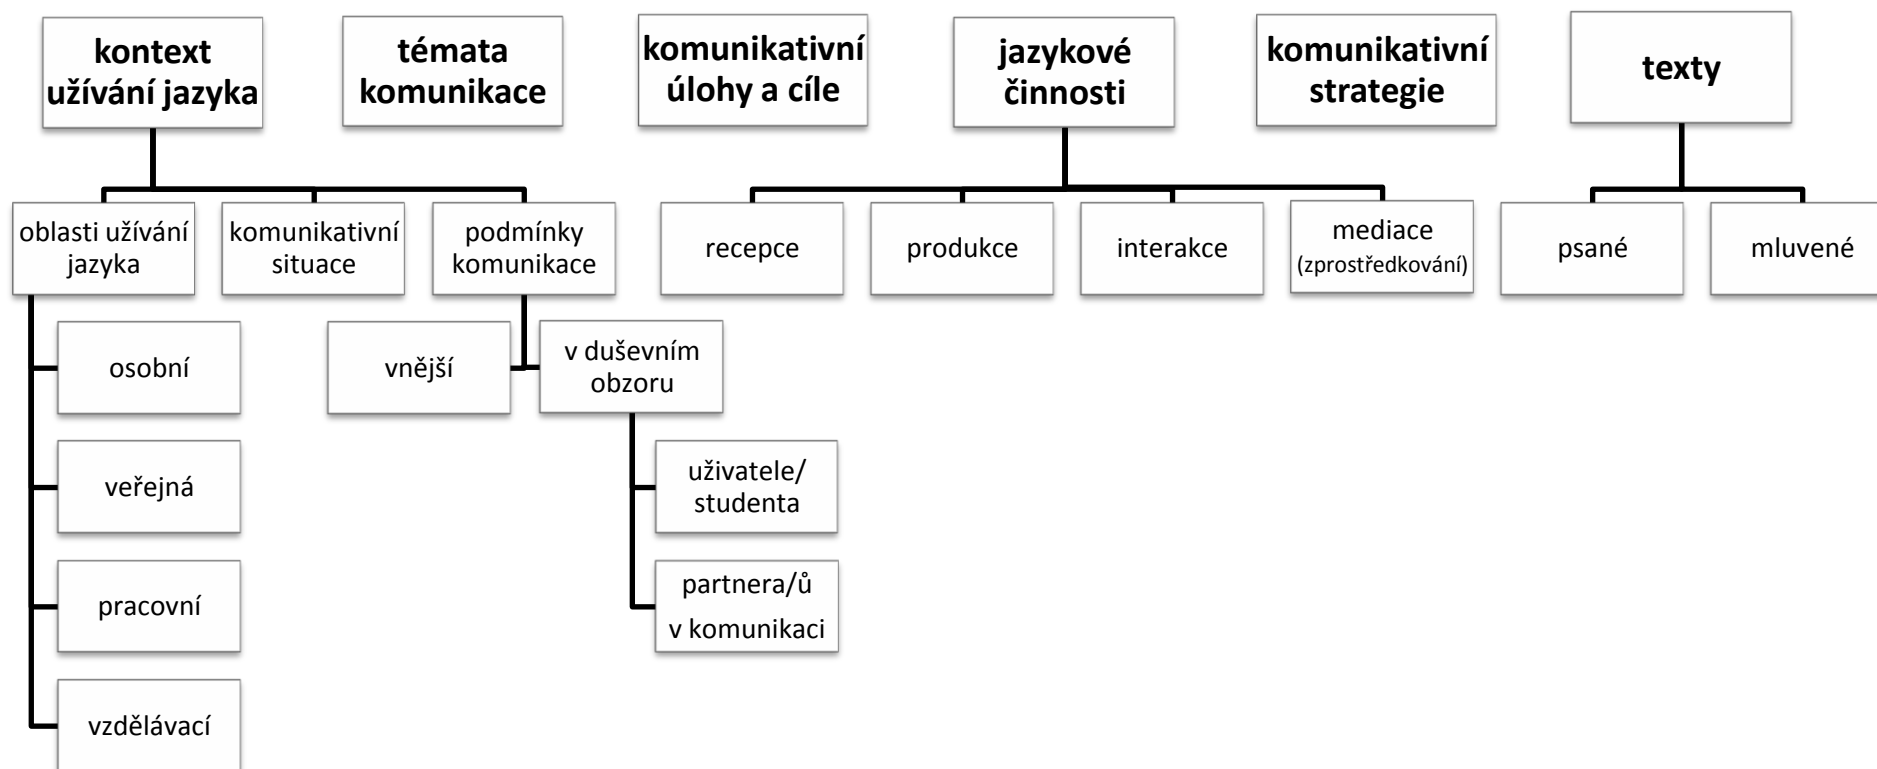 kontext
užívání jazyka
témata
komunikace
komunikativní
úlohy a cíle
jazykové
činnosti
komunikativní
strategie
texty
oblasti užívání
jazyka
komunikativní
situace
podmínky
komunikace
recepce
produkce
interakce
mediace
(zprostředkování)
psané
mluvené
osobní
vnější
v duševním
obzoru
veřejná
uživatele/
studenta
pracovní
partnera/ů
v komunikaci
vzdělávací